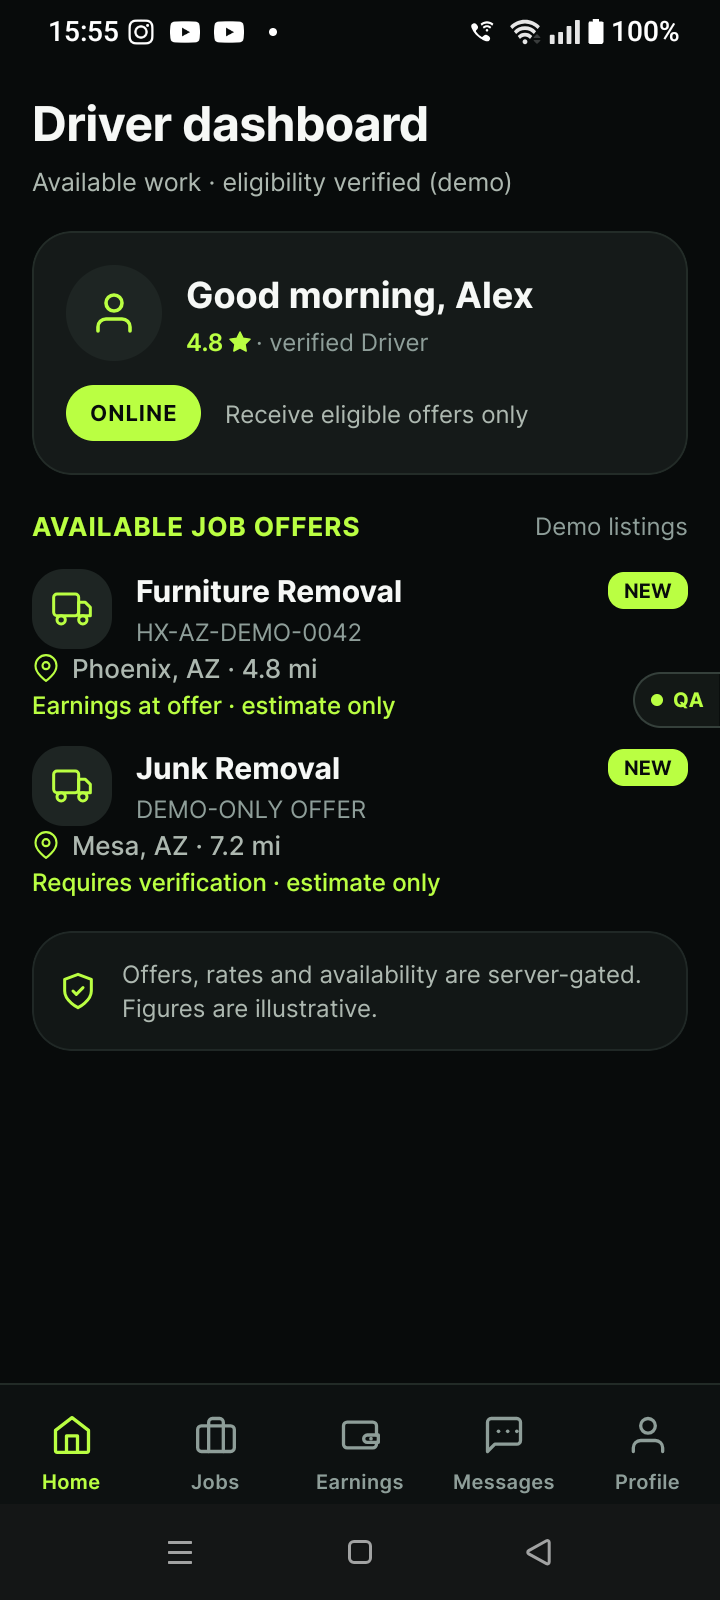 15:55 100%
Driver dashboard
Available work · eligibility verified (demo)
Good morning, Alex
4.8 ★ · verified Driver
ONLINE Receive eligible offers only
AVAILABLE JOB OFFERS Demo listings
Furniture Removal NEW
HX-AZ-DEMO-0042
Phoenix, AZ · 4.8 mi
Earnings at offer · estimate only
QA
Junk Removal NEW
DEMO-ONLY OFFER
Mesa, AZ · 7.2 mi
Requires verification · estimate only
Offers, rates and availability are server-gated.
Figures are illustrative.
Home Jobs Earnings Messages Profile